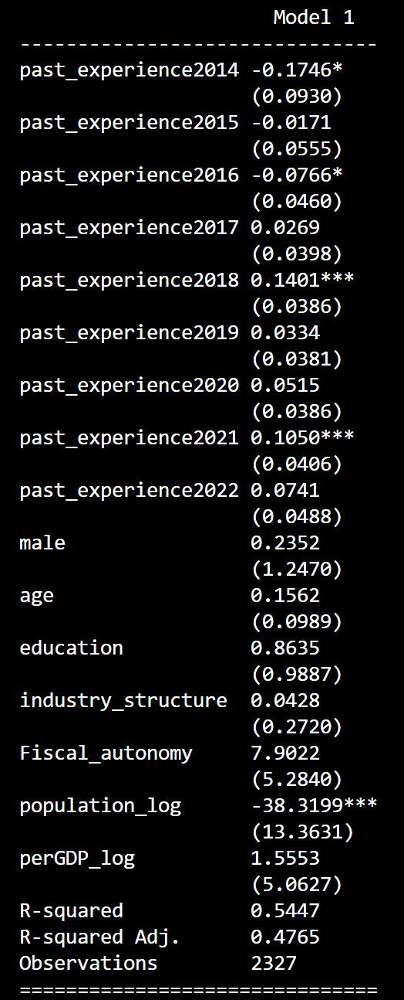 Model 1
-------------------------------
past_experience2014 -0.1746*
(0.0930)
past_experience2015 -0.0171
(0.0555)
past_experience2016 -0.0766*
(0.0460)
past_experience2017 0.0269
(0.0398)
past_experience2018 0.1401***
(0.0386)
past_experience2019 0.0334
(0.0381)
past_experience2020 0.0515
(0.0386)
past_experience2021 0.1050***
(0.0406)
past_experience2022 0.0741
(0.0488)
male 0.2352
(1.2470)
age 0.1562
(0.0989)
education 0.8635
(0.9887)
industry_structure 0.0428
(0.2720)
Fiscal_autonomy 7.9022
(5.2840)
population_log -38.3199***
(13.3631)
perGDP_log 1.5553
(5.0627)
R-squared 0.5447
R-squared Adj. 0.4765
Observations 2327
===============================